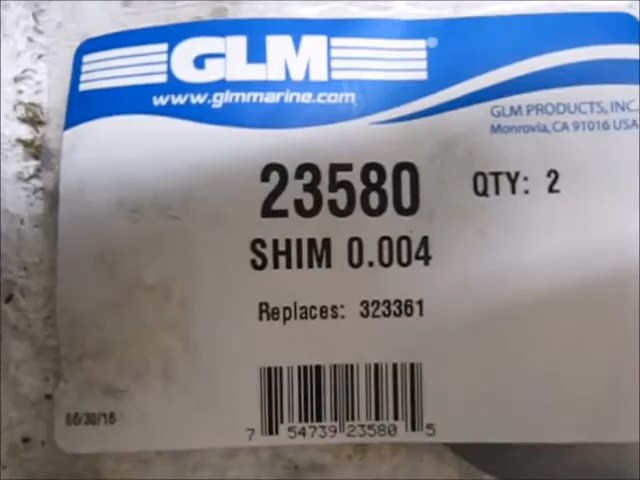 GLM®
www.glmmarine.com
GLM PRODUCTS, INC.
Monrovia, CA 91016 USA
23580 QTY: 2
SHIM 0.004
Replaces: 323361
06/30/16
7 54739 23580 5